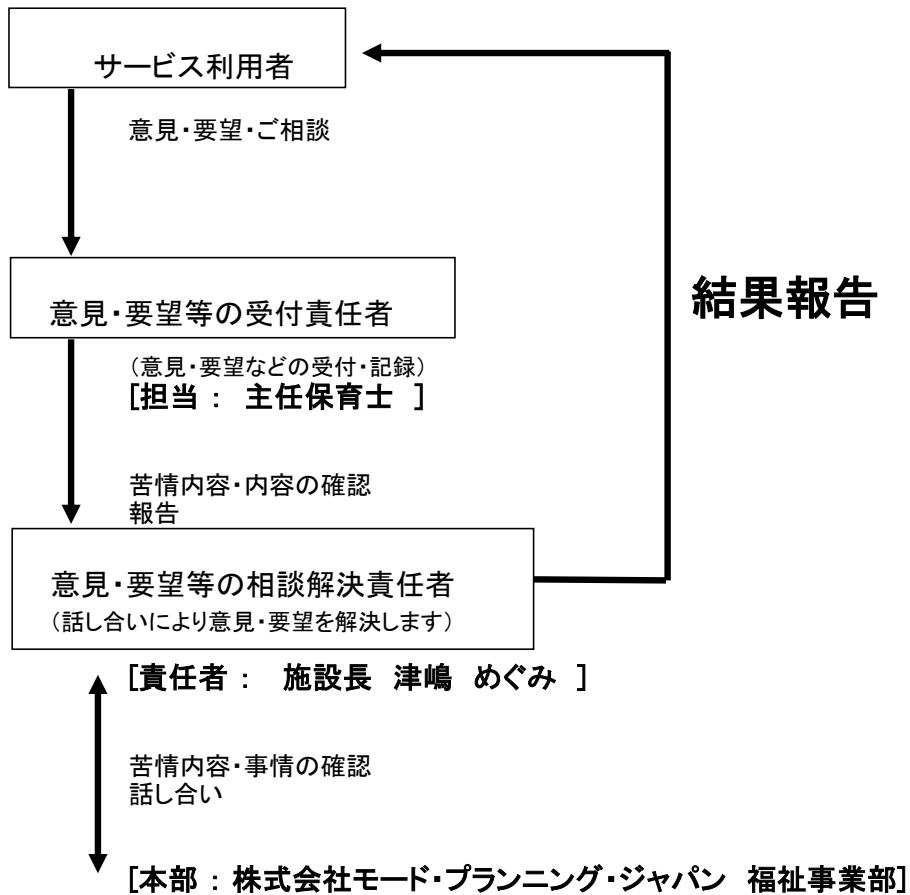 サービス利用者
意見・要望・ご相談
意見・要望等の受付責任者
（意見・要望などの受付・記録）
[担当 ： 主任保育士 ]
苦情内容・内容の確認
報告
意見・要望等の相談解決責任者
（話し合いにより意見・要望を解決します）
[責任者 ： 施設長 津嶋 めぐみ ]
苦情内容・事情の確認
話し合い
[本部 ： 株式会社モード・プランニング・ジャパン 福祉事業部]
結果報告